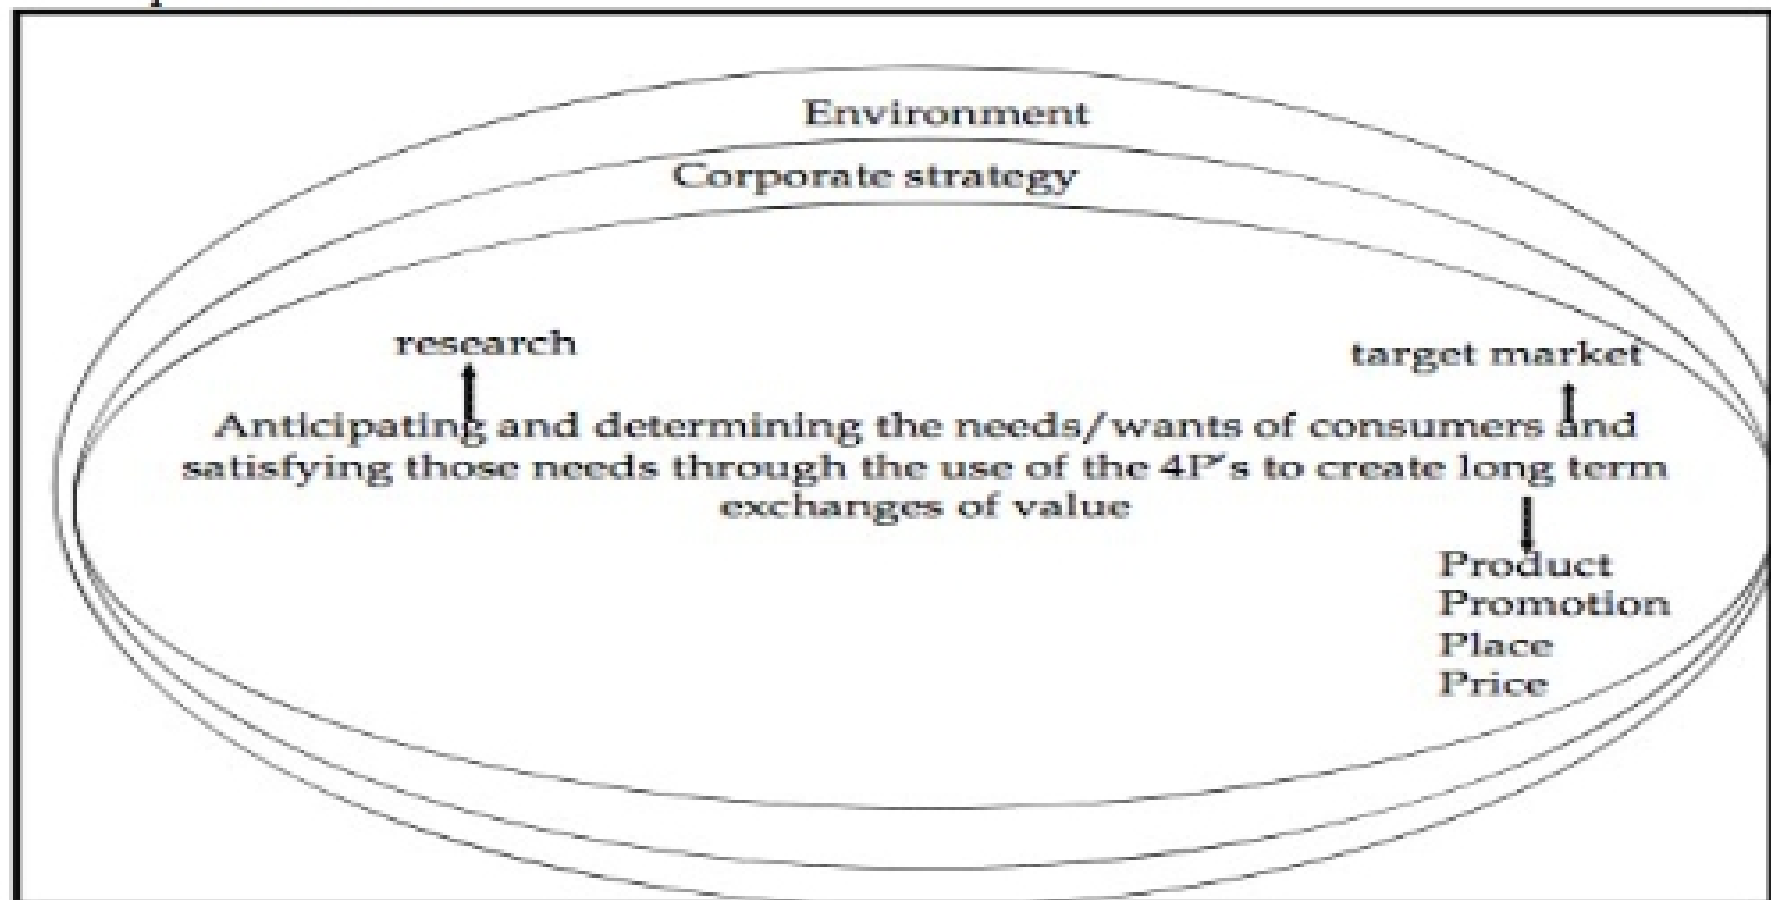 Environment
Corporate strategy
research
target market
Anticipating and determining the needs/wants of consumers and
satisfying those needs through the use of the 4P's to create long term
exchanges of value
Product
Promotion
Place
Price